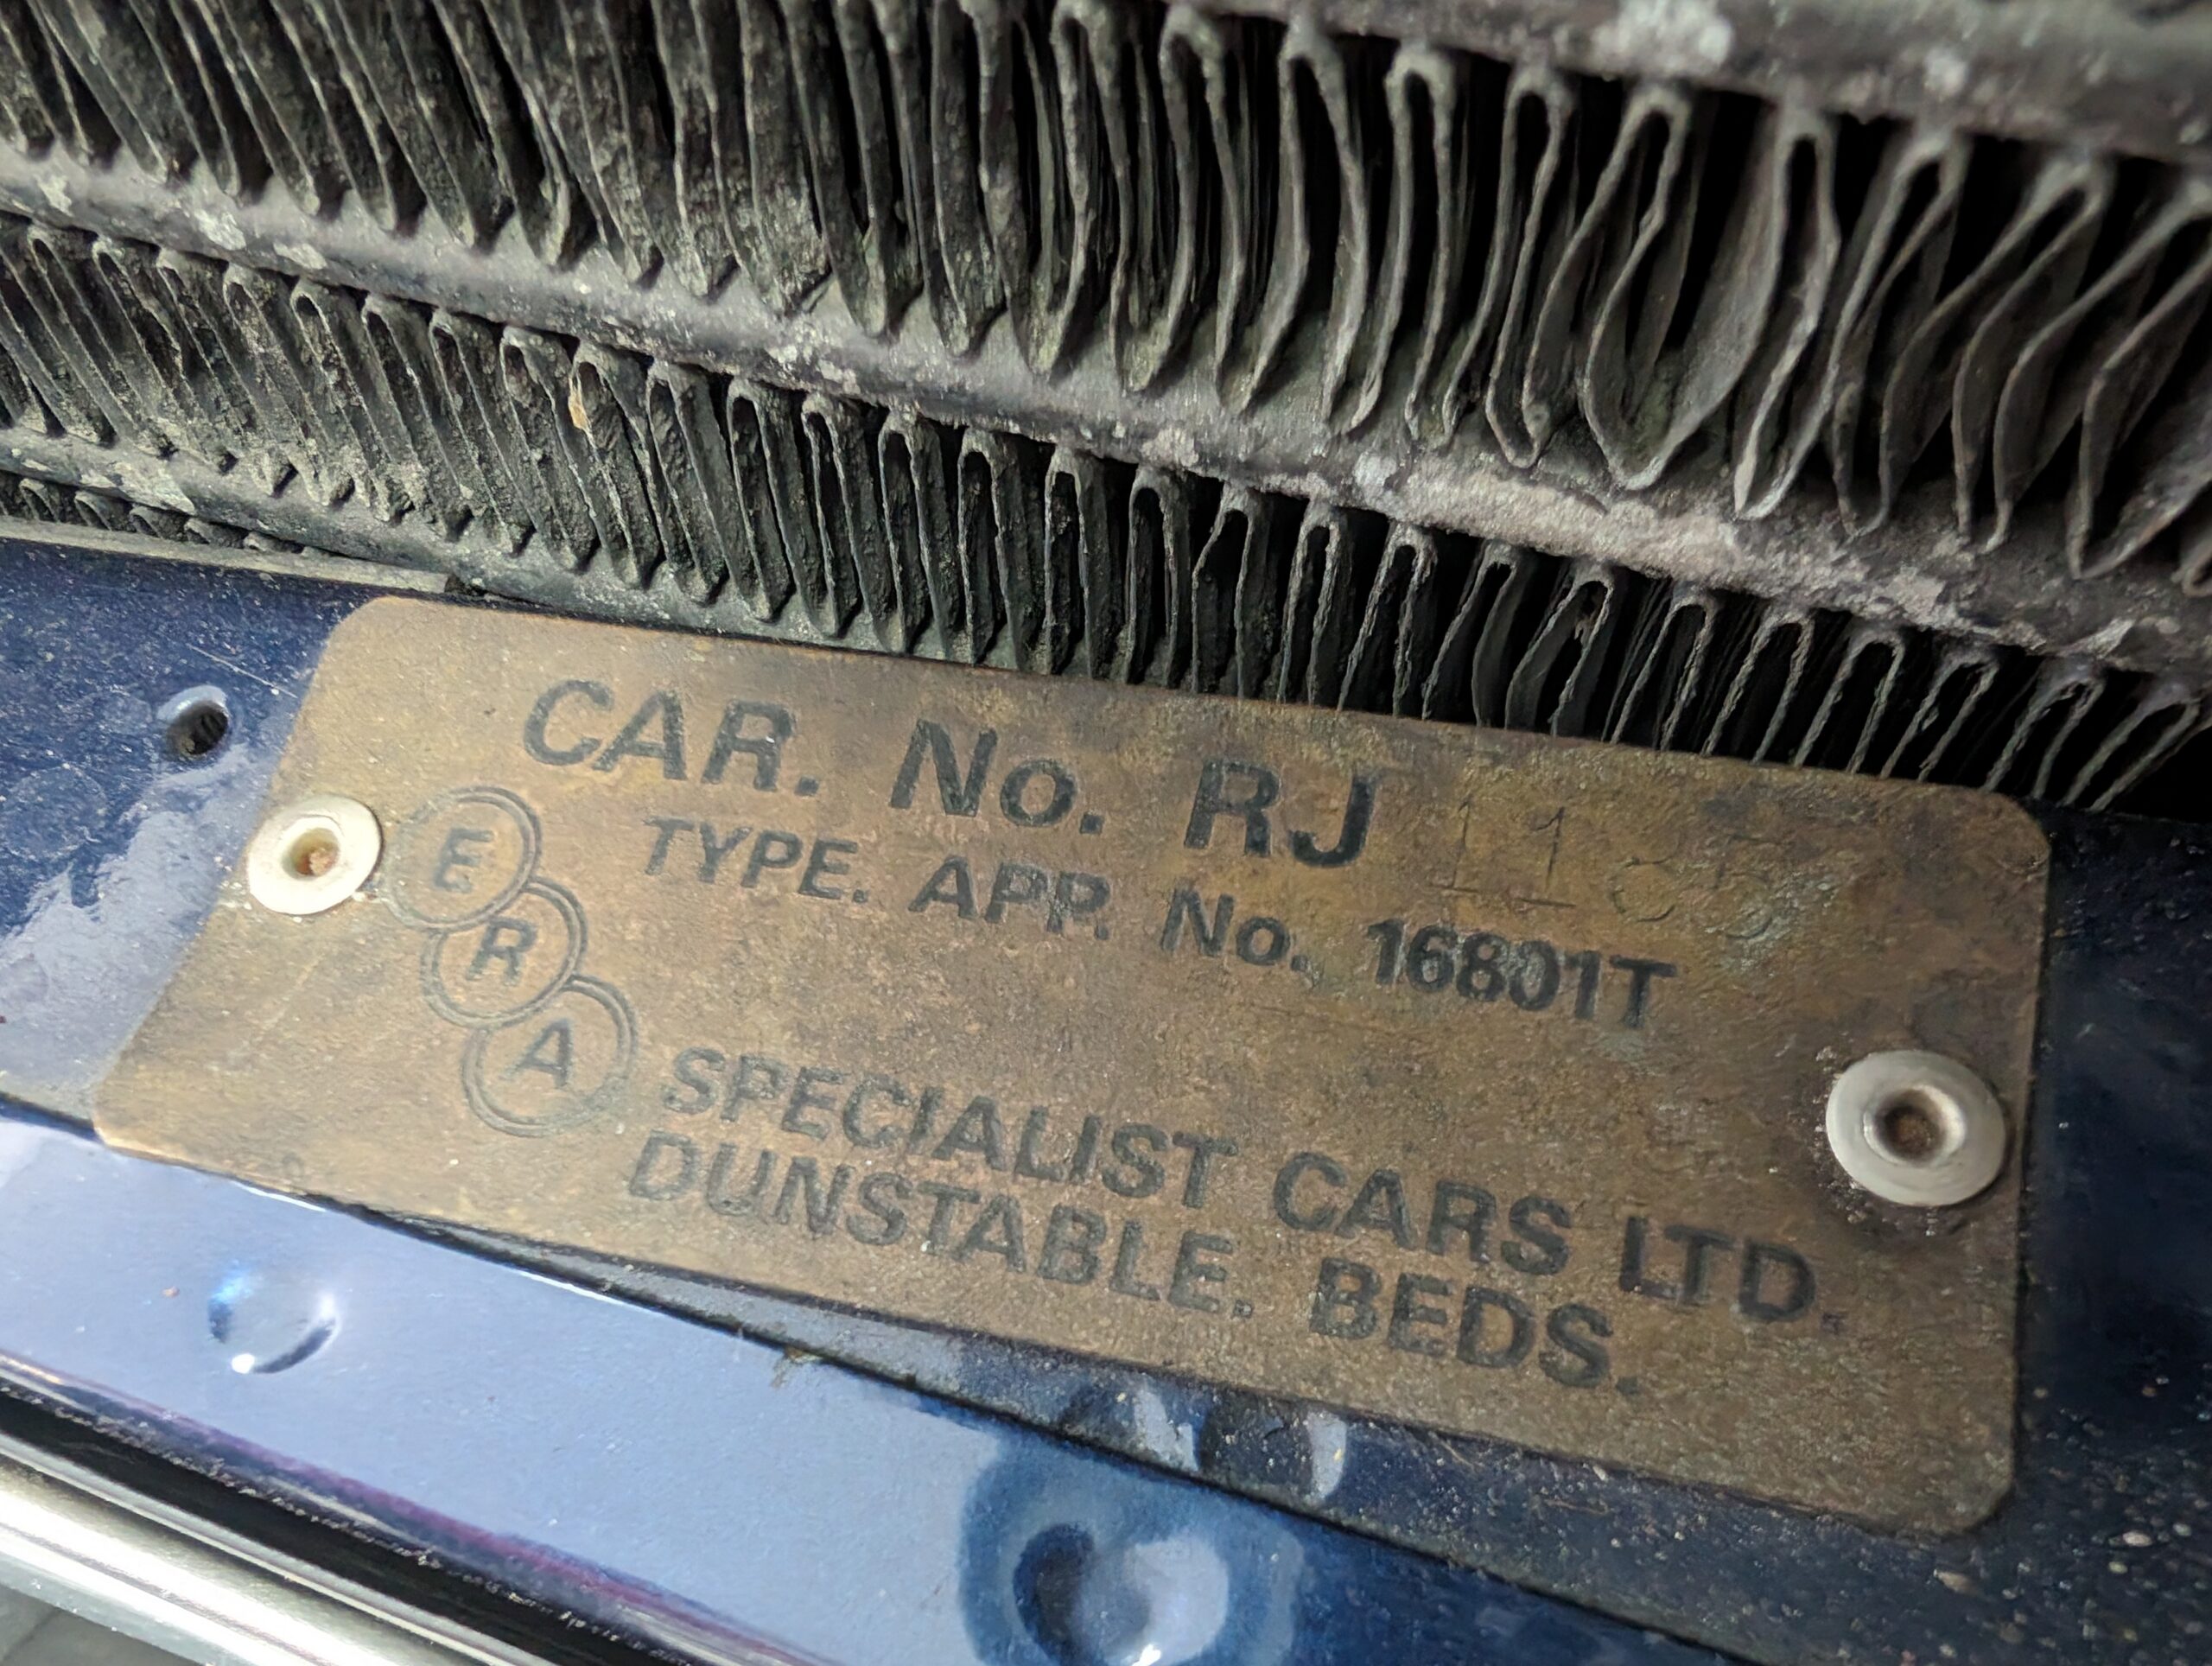 CAR. No. RJ
TYPE. APP. No. 16801T
E
R
A
SPECIALIST CARS LTD.
DUNSTABLE. BEDS.